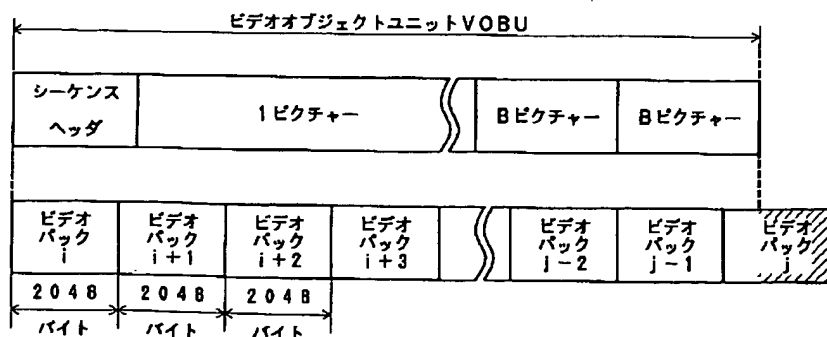 ビデオオブジェクトユニットVOBU
シーケンス
ヘッダ
1ピクチャー
Bピクチャー
Bピクチャー
ビデオ
パック
i
ビデオ
パック
i+1
ビデオ
パック
i+2
ビデオ
パック
i+3
ビデオ
パック
j-2
ビデオ
パック
j-1
ビデオ
パック
j
2048
2048
2048
バイト
バイト
バイト